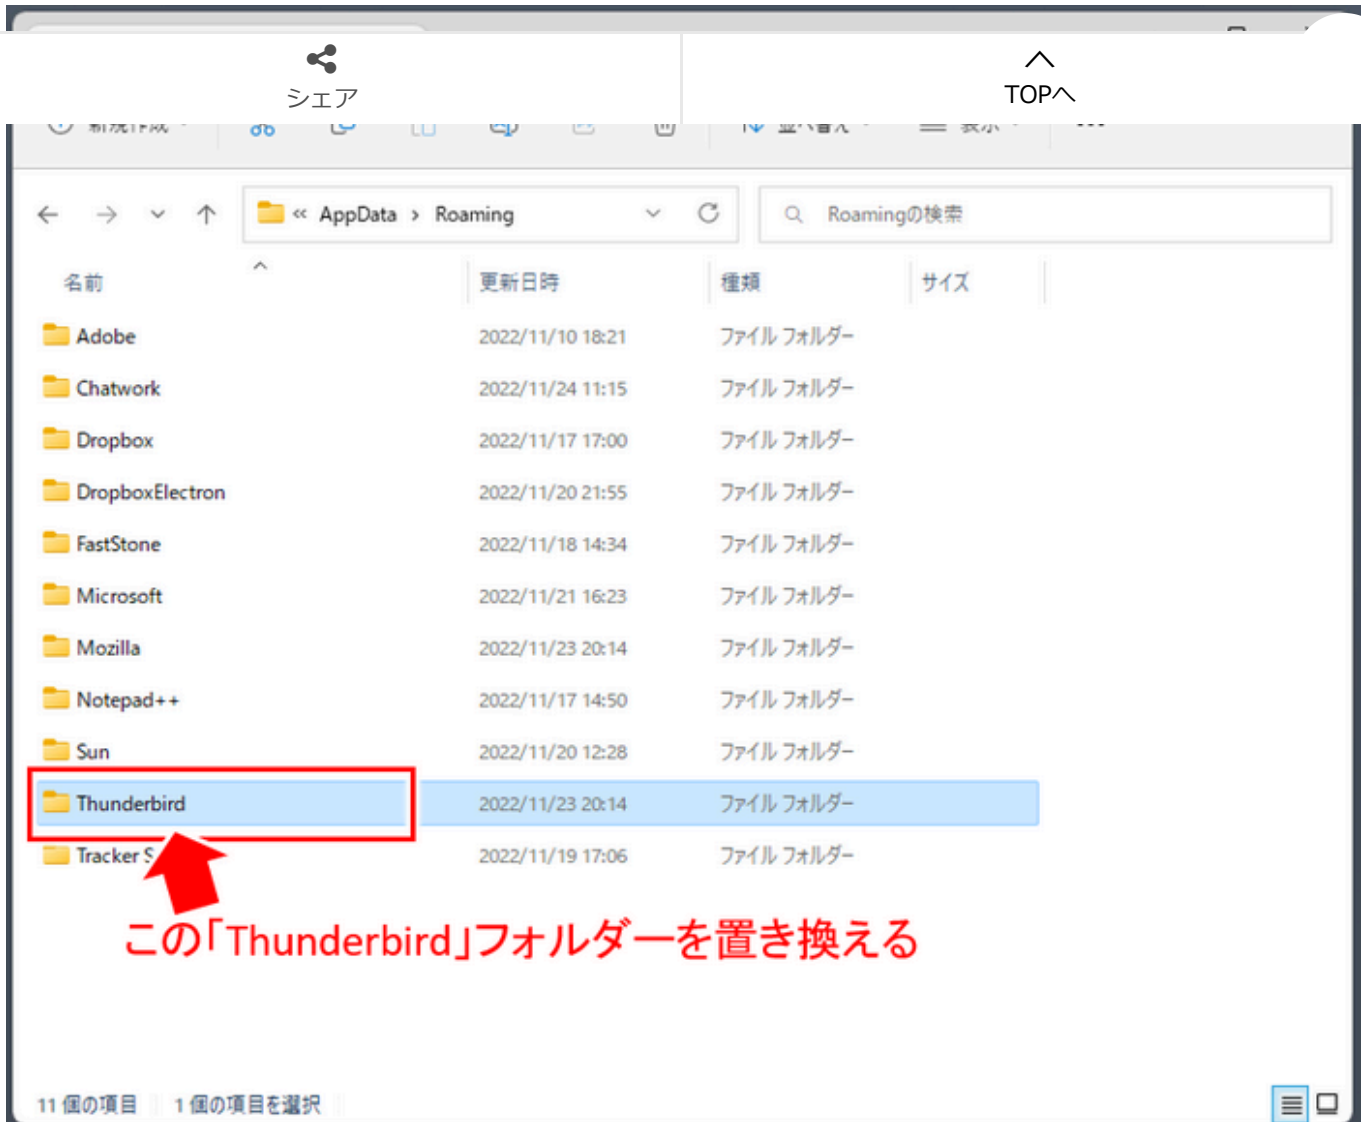 シェア
TOPへ
新規作成 並べ替え 表示
« AppData › Roaming
Roamingの検索
名前 更新日時 種類 サイズ
Adobe 2022/11/10 18:21 ファイル フォルダー
Chatwork 2022/11/24 11:15 ファイル フォルダー
Dropbox 2022/11/17 17:00 ファイル フォルダー
DropboxElectron 2022/11/20 21:55 ファイル フォルダー
FastStone 2022/11/18 14:34 ファイル フォルダー
Microsoft 2022/11/21 16:23 ファイル フォルダー
Mozilla 2022/11/23 20:14 ファイル フォルダー
Notepad++ 2022/11/17 14:50 ファイル フォルダー
Sun 2022/11/20 12:28 ファイル フォルダー
Thunderbird 2022/11/23 20:14 ファイル フォルダー
Tracker S 2022/11/19 17:06 ファイル フォルダー
この「Thunderbird」フォルダーを置き換える
11 個の項目 1 個の項目を選択